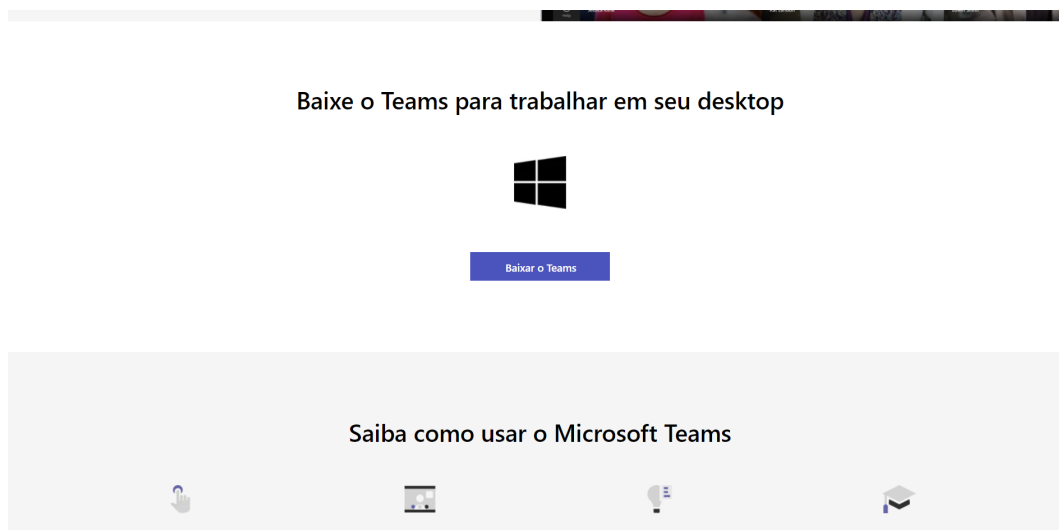 Baixe o Teams para trabalhar em seu desktop
Baixar o Teams
Saiba como usar o Microsoft Teams